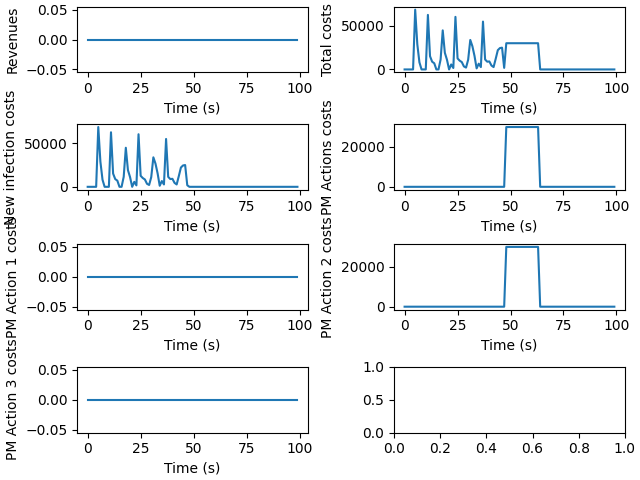 Revenues
0.05
0.00
−0.05
0 25 50 75 100
Time (s)
Total costs
50000
0
0 25 50 75 100
Time (s)
New infection costs
50000
0
0 25 50 75 100
Time (s)
PM Actions costs
20000
0
0 25 50 75 100
Time (s)
PM Action 1 costs
0.05
0.00
−0.05
0 25 50 75 100
Time (s)
PM Action 2 costs
20000
0
0 25 50 75 100
Time (s)
PM Action 3 costs
0.05
0.00
−0.05
0 25 50 75 100
Time (s)
1.0
0.5
0.0
0.0 0.2 0.4 0.6 0.8 1.0